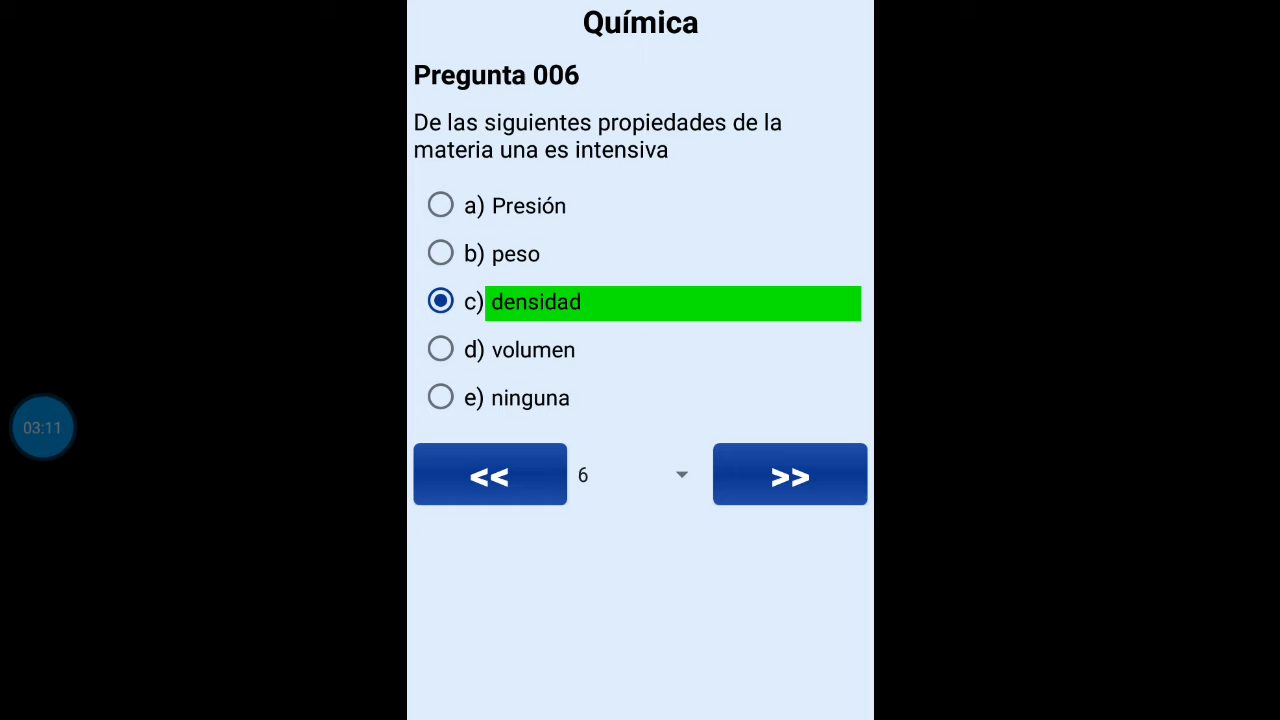 Química
Pregunta 006
De las siguientes propiedades de la
materia una es intensiva
a) Presión
b) peso
c) densidad
d) volumen
e) ninguna
<< 6 >>
03:11